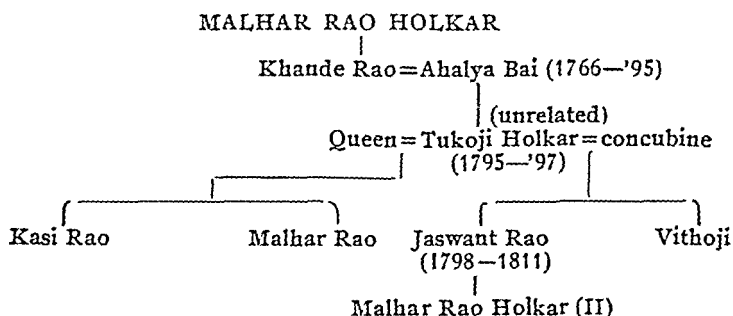 MALHAR RAO HOLKAR
Khande Rao=Ahalya Bai (1766—'95)
(unrelated)
Queen=Tukoji Holkar=concubine
(1795—'97)
Kasi Rao Malhar Rao Jaswant Rao Vithoji
(1798—1811)
Malhar Rao Holkar (II)